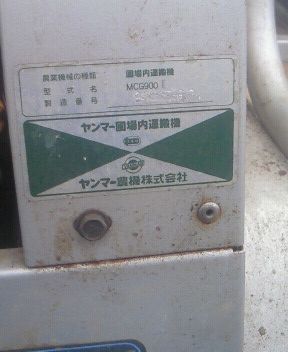 農業機械の種類 圃場内運搬機
型式名 MCG900
製造番号
ヤンマー圃場内運搬機
ヤンマー農機株式会社